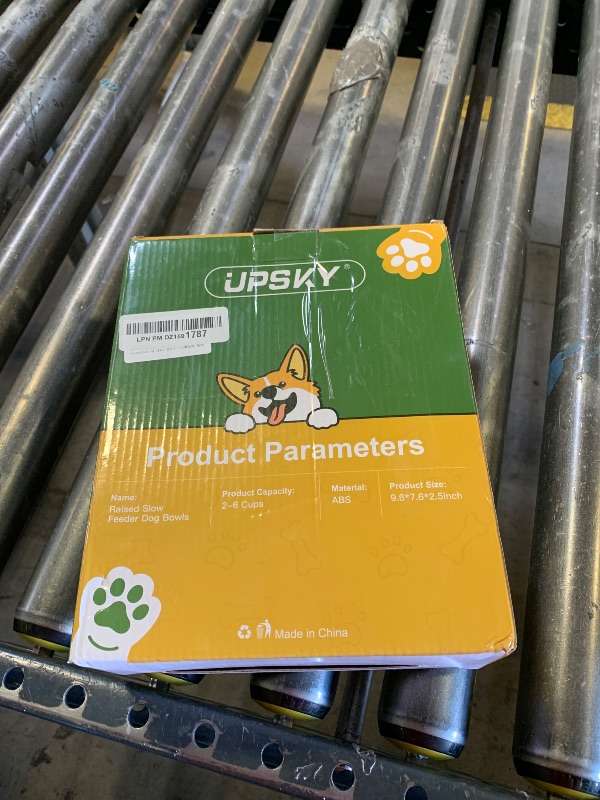 UPSKY®
LPN PM DZ1681787
Product Parameters
Name:
Raised Slow
Feeder Dog Bowls
Product Capacity:
2-6 Cups
Material:
ABS
Product Size:
9.6*7.6*2.5inch
Made in China